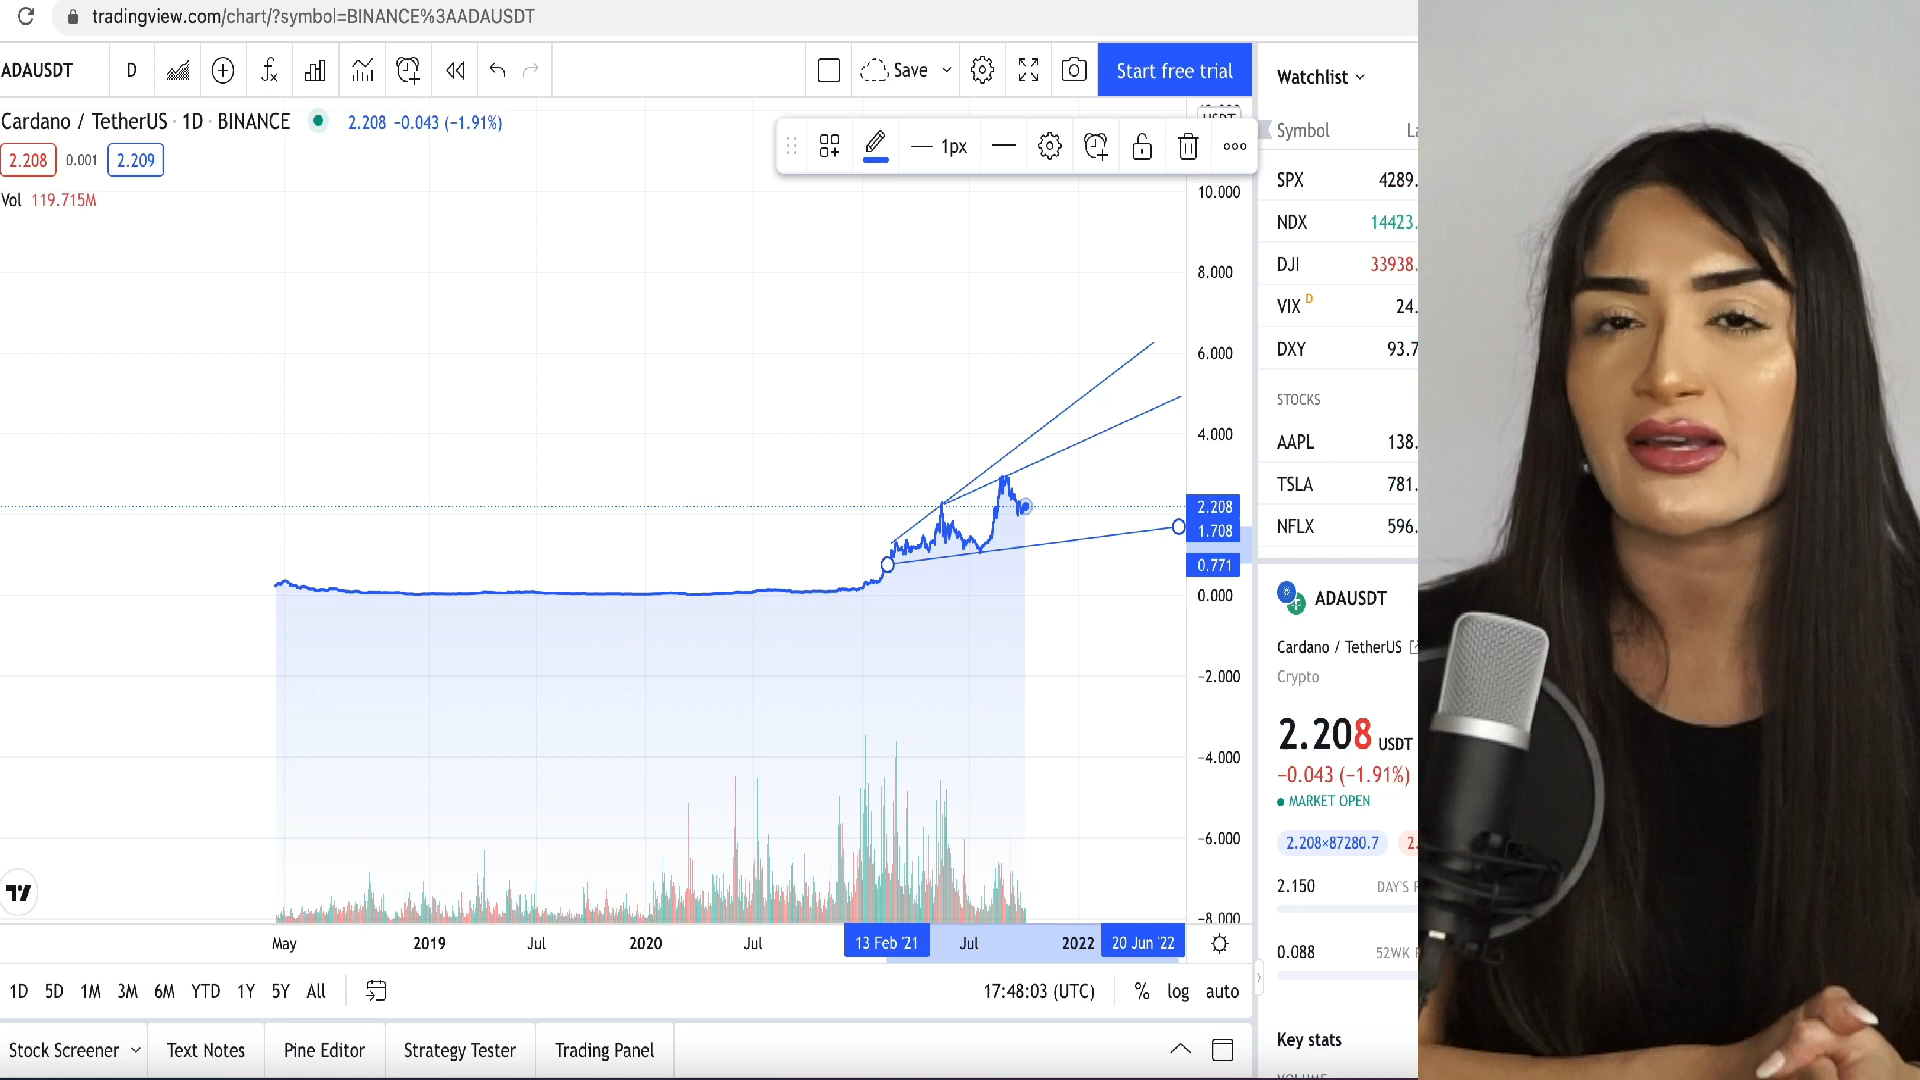 tradingview.com/chart/?symbol=BINANCE%3AADAUSDT
ADAUSDT D Save Start free trial
Cardano / TetherUS · 1D · BINANCE 2.208 −0.043 (−1.91%)
2.208 0.001 2.209
Vol 119.715M
1px
USDT
10.000
8.000
6.000
4.000
2.208
1.708
0.771
0.000
−2.000
−4.000
−6.000
−8.000
May 2019 Jul 2020 Jul 13 Feb '21 Jul 2022 20 Jun '22
1D 5D 1M 3M 6M YTD 1Y 5Y All 17:48:03 (UTC) % log auto
Stock Screener Text Notes Pine Editor Strategy Tester Trading Panel
Watchlist
Symbol La
SPX 4289.
NDX 14423.
DJI 33938.
VIX D 24.
DXY 93.7
STOCKS
AAPL 138.
TSLA 781.
NFLX 596.
ADAUSDT
Cardano / TetherUS
Crypto
2.208 USDT
−0.043 (−1.91%)
MARKET OPEN
2.208×87280.7 2.
2.150 DAY'S R
0.088 52WK R
Key stats
VOLUME